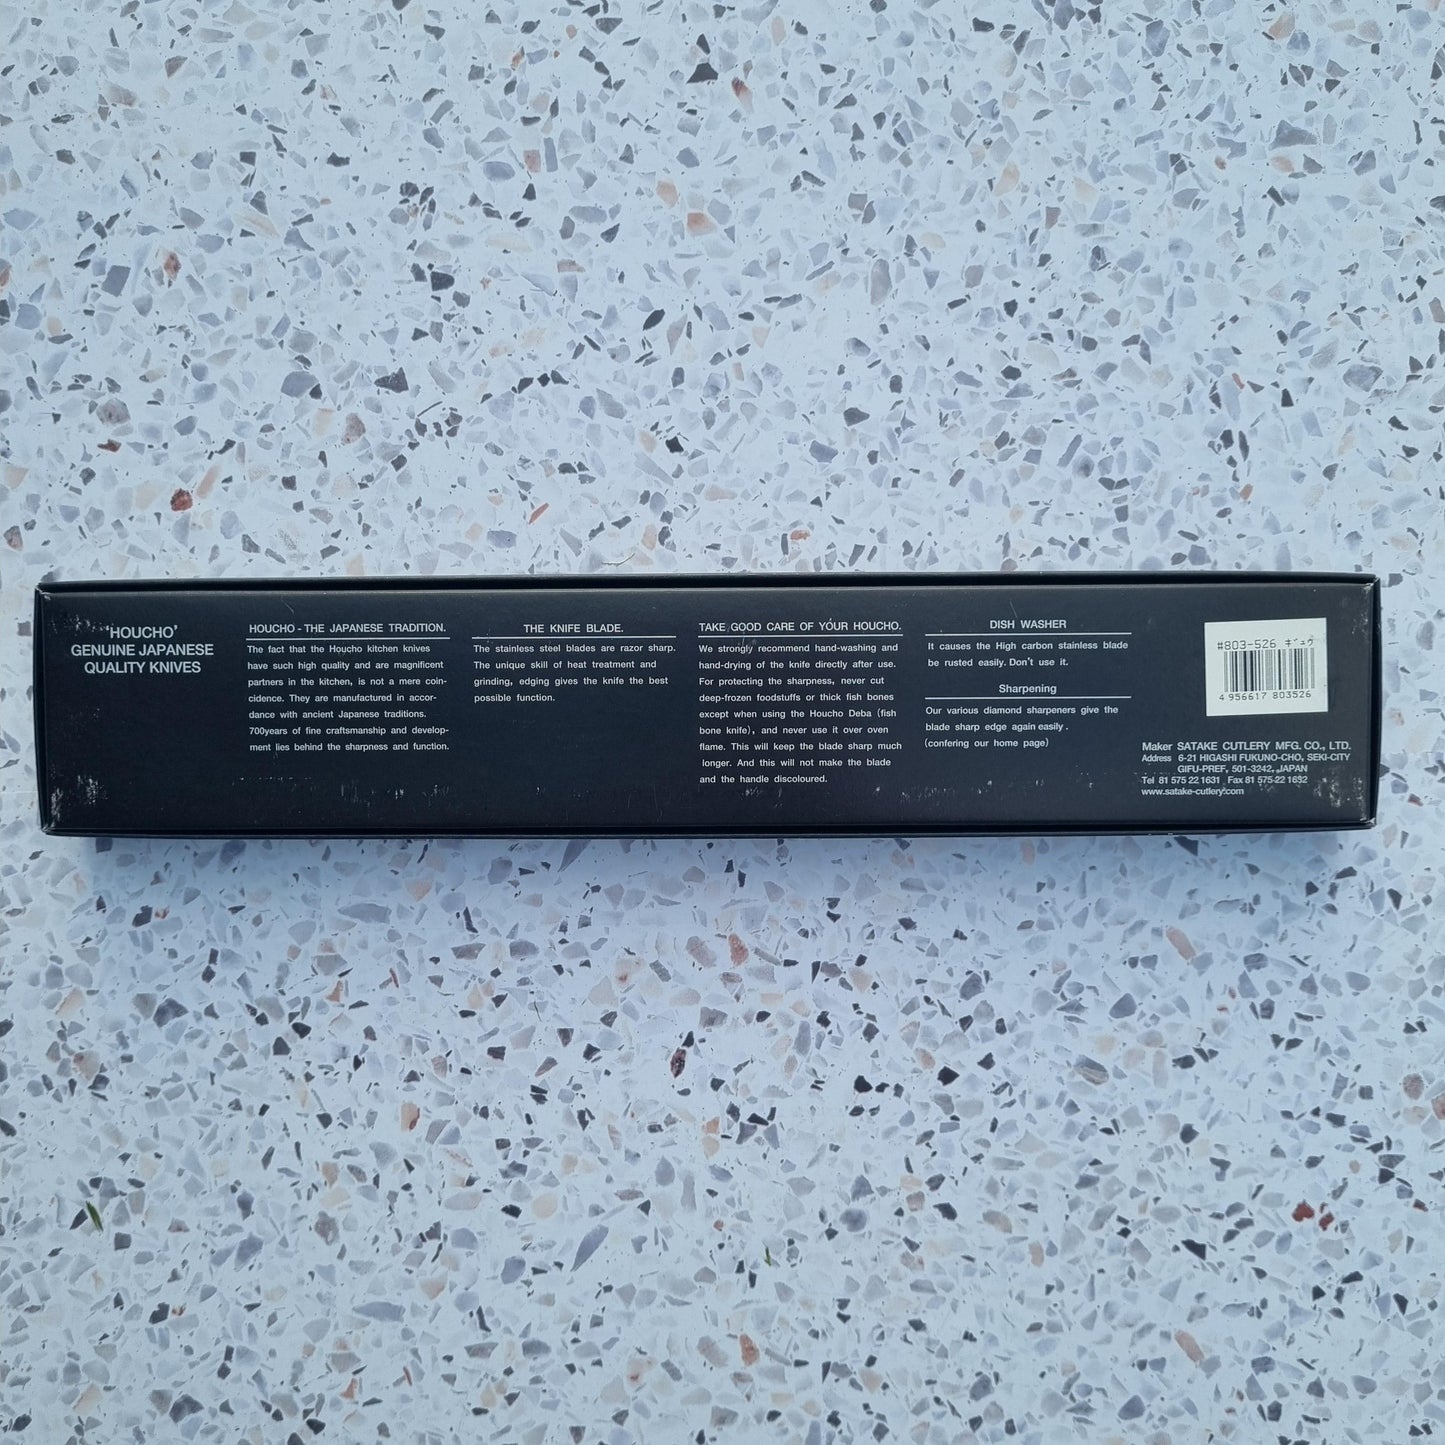 'HOUCHO'
GENUINE JAPANESE
QUALITY KNIVES
HOUCHO - THE JAPANESE TRADITION.
The fact that the Houcho kitchen knives
have such high quality and are magnificent
partners in the kitchen, is not a mere coin-
cidence. They are manufactured in accor-
dance with ancient Japanese traditions.
700years of fine craftsmanship and develop-
ment lies behind the sharpness and function.
THE KNIFE BLADE.
The stainless steel blades are razor sharp.
The unique skill of heat treatment and
grinding, edging gives the knife the best
possible function.
TAKE GOOD CARE OF YOUR HOUCHO.
We strongly recommend hand-washing and
hand-drying of the knife directly after use.
For protecting the sharpness, never cut
deep-frozen foodstuffs or thick fish bones
except when using the Houcho Deba (fish
bone knife), and never use it over oven
flame. This will keep the blade sharp much
longer. And this will not make the blade
and the handle discoloured.
DISH WASHER
It causes the High carbon stainless blade
be rusted easily. Don't use it.
Sharpening
Our various diamond sharpeners give the
blade sharp edge again easily.
(confering our home page)
#803-526 ギュウ
4 956617 803526
Maker SATAKE CUTLERY MFG. CO., LTD.
Address 6-21 HIGASHI FUKUNO-CHO, SEKI-CITY
GIFU-PREF, 501-3242, JAPAN
Tel 81 575 22 1631 Fax 81 575-22 1632
www.satake-cutlery.com